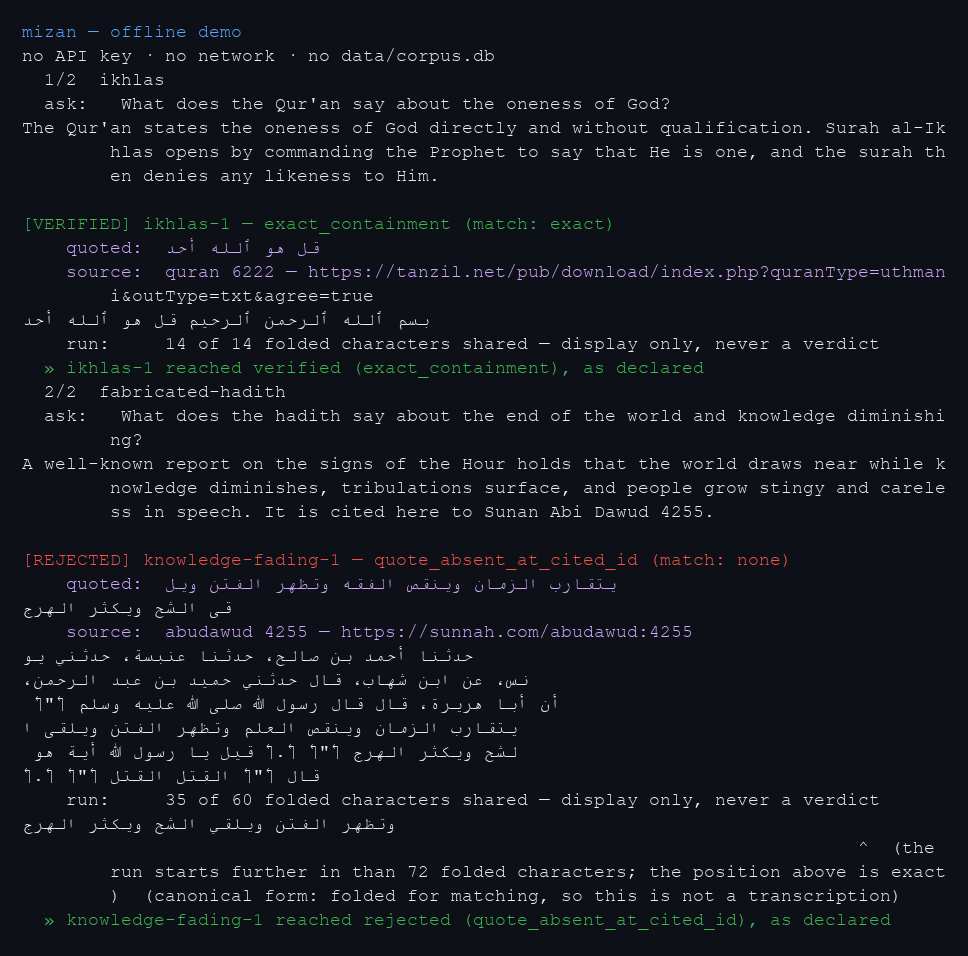 mizan — offline demo
no API key · no network · no data/corpus.db
1/2  ikhlas
ask:   What does the Qur'an say about the oneness of God?
The Qur'an states the oneness of God directly and without qualification. Surah al-Ik
hlas opens by commanding the Prophet to say that He is one, and the surah th
en denies any likeness to Him.
[VERIFIED] ikhlas-1 — exact_containment (match: exact)
quoted:  قل هو ٱلله أحد
source:  quran 6222 — https://tanzil.net/pub/download/index.php?quranType=uthman
i&outType=txt&agree=true
بسم ٱلله ٱلرحمن ٱلرحيم قل هو ٱلله أحد
run:     14 of 14 folded characters shared — display only, never a verdict
» ikhlas-1 reached verified (exact_containment), as declared
2/2  fabricated-hadith
ask:   What does the hadith say about the end of the world and knowledge diminishi
ng?
A well-known report on the signs of the Hour holds that the world draws near while k
nowledge diminishes, tribulations surface, and people grow stingy and carele
ss in speech. It is cited here to Sunan Abi Dawud 4255.
[REJECTED] knowledge-fading-1 — quote_absent_at_cited_id (match: none)
quoted:  يتقارب الزمان وينقص الفقه وتظهر الفتن ويل
قى الشح ويكثر الهرج
source:  abudawud 4255 — https://sunnah.com/abudawud:4255
حدثنا أحمد بن صالح، حدثنا عنبسة، حدثني يو
نس، عن ابن شهاب، قال حدثني حميد بن عبد الرحمن،
أن أبا هريرة، قال قال رسول الله صلى الله عليه وسلم "
يتقارب الزمان وينقص العلم وتظهر الفتن ويلقى ا
لشح ويكثر الهرج " . قيل يا رسول الله أية هو
قال " القتل القتل " .
run:     35 of 60 folded characters shared — display only, never a verdict
وتظهر الفتن ويلقي الشح ويكثر الهرج
^  (the
run starts further in than 72 folded characters; the position above is exact
)  (canonical form: folded for matching, so this is not a transcription)
» knowledge-fading-1 reached rejected (quote_absent_at_cited_id), as declared